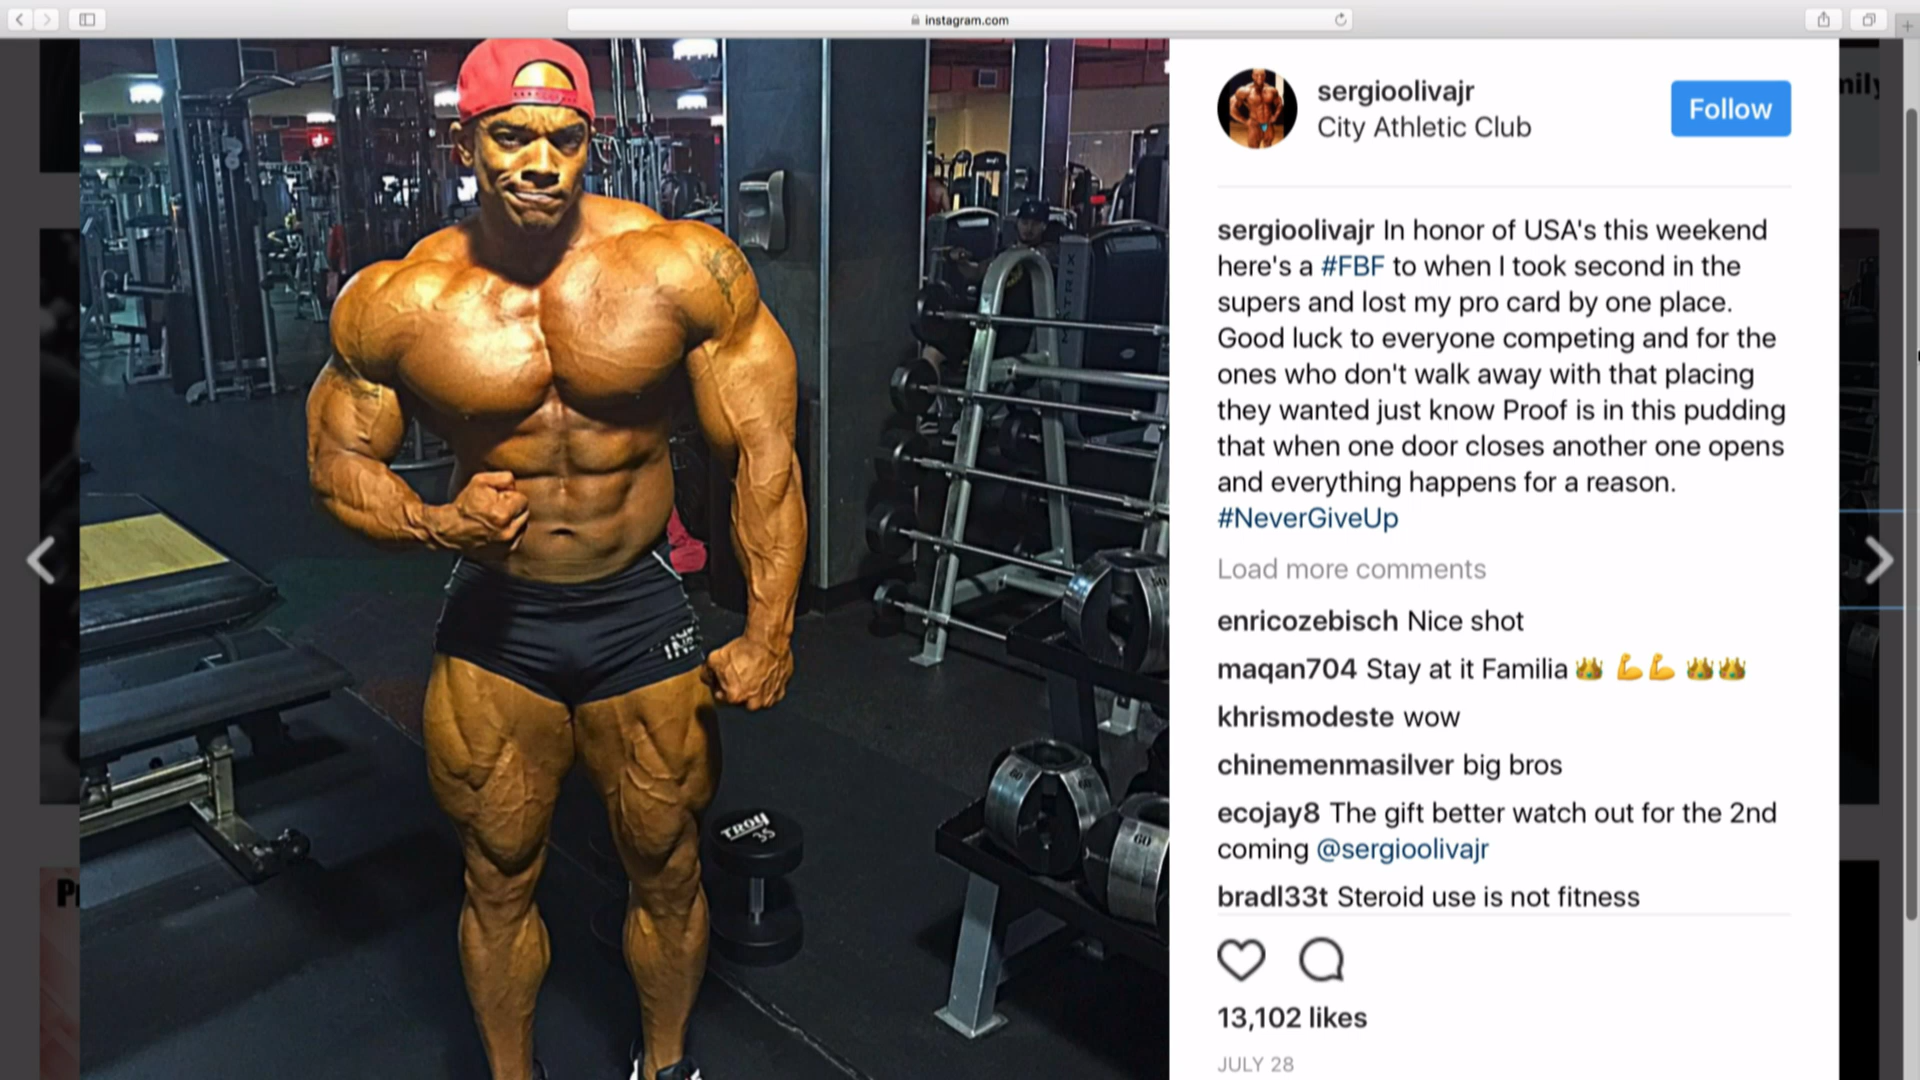 instagram.com
mily
sergioolivajr
City Athletic Club
Follow
sergioolivajr In honor of USA's this weekend
here's a #FBF to when I took second in the
supers and lost my pro card by one place.
Good luck to everyone competing and for the
ones who don't walk away with that placing
they wanted just know Proof is in this pudding
that when one door closes another one opens
and everything happens for a reason.
#NeverGiveUp
Load more comments
enricozebisch Nice shot
maqan704 Stay at it Familia 👑 💪💪 👑👑
khrismodeste wow
chinemenmasilver big bros
ecojay8 The gift better watch out for the 2nd
coming @sergioolivajr
bradl33t Steroid use is not fitness
13,102 likes
JULY 28
MATRIX
TROY
35
60
60
60